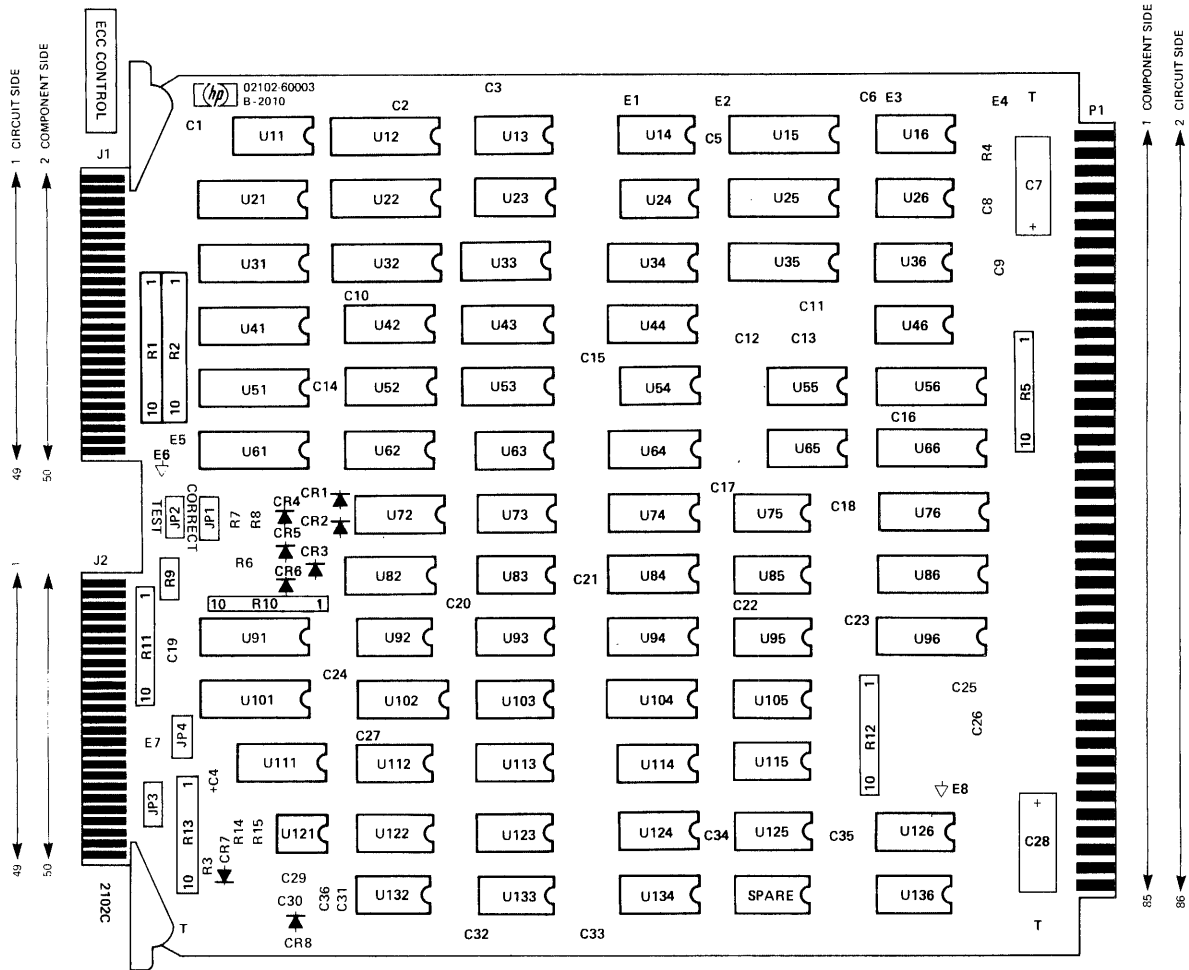 ECC CONTROL
1 CIRCUIT SIDE
2 COMPONENT SIDE
J1
49
50
hp
02102-60003
B-2010
C1
C2
C3
E1
E2
C5
C6 E3
E4
T
P1
1 COMPONENT SIDE
2 CIRCUIT SIDE
U11
U12
U13
U14
U15
U16
R4
C7
+
U21
U22
U23
U24
U25
U26
C8
U31
U32
U33
U34
U35
U36
C9
1
R1
10
1
R2
10
C10
C11
U41
U42
U43
U44
C12
C13
U46
C15
1
R5
10
U51
C14
U52
U53
U54
U55
U56
C16
E5
E6
U61
U62
U63
U64
U65
U66
TEST
JP2
CORRECT
JP1
R7
R8
CR4
CR1
CR2
CR5
CR3
CR6
R6
U72
U73
U74
C17
U75
C18
U76
J2
1
R9
U82
U83
C21
U84
U85
U86
10 R10 1
C20
C22
C23
1
R11
10
C19
U91
U92
U93
U94
U95
U96
C24
U101
U102
U103
U104
U105
1
R12
10
C25
C26
E7
JP4
C27
+C4
U111
U112
U113
U114
U115
E8
JP3
1
R13
10
R3
CR7
R14
R15
U121
U122
U123
U124
C34
U125
C35
U126
+
C28
49
50
2102C
C29
C30
C36
C31
U132
U133
U134
SPARE
U136
T
CR8
C32
C33
T
85
86